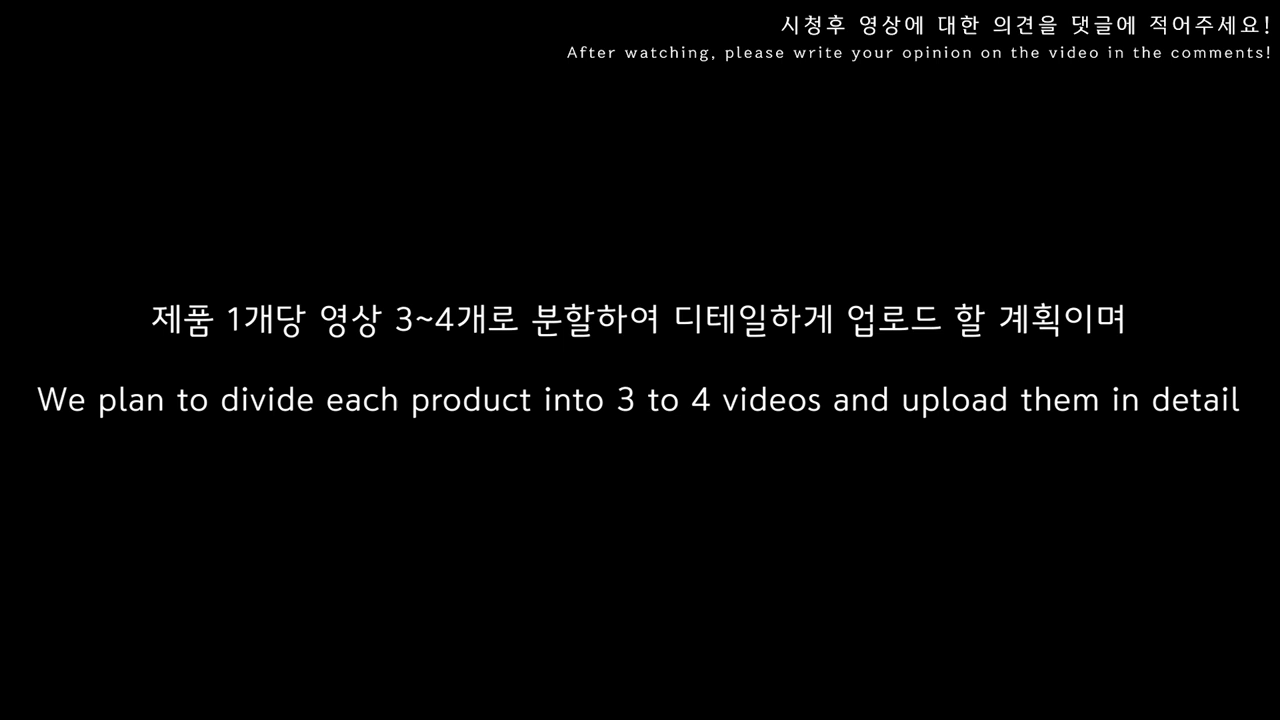 시청후 영상에 대한 의견을 댓글에 적어주세요!
After watching, please write your opinion on the video in the comments!
제품 1개당 영상 3~4개로 분할하여 디테일하게 업로드 할 계획이며
We plan to divide each product into 3 to 4 videos and upload them in detail